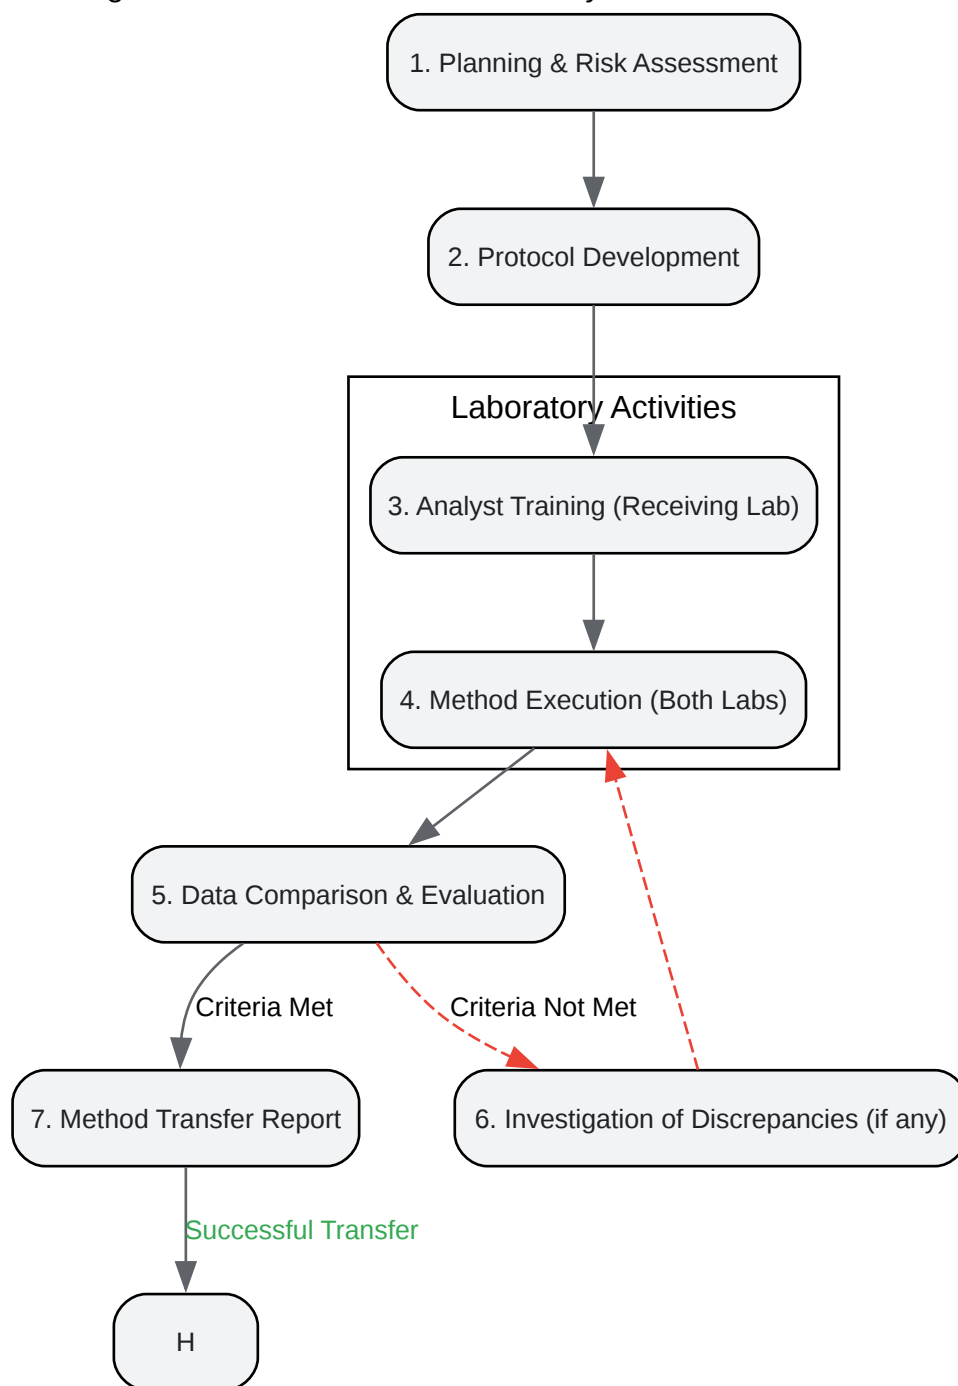 1. Planning & Risk Assessment
2. Protocol Development
Laboratory Activities
3. Analyst Training (Receiving Lab)
4. Method Execution (Both Labs)
5. Data Comparison & Evaluation
Criteria Met
Criteria Not Met
7. Method Transfer Report
6. Investigation of Discrepancies (if any)
Successful Transfer
H